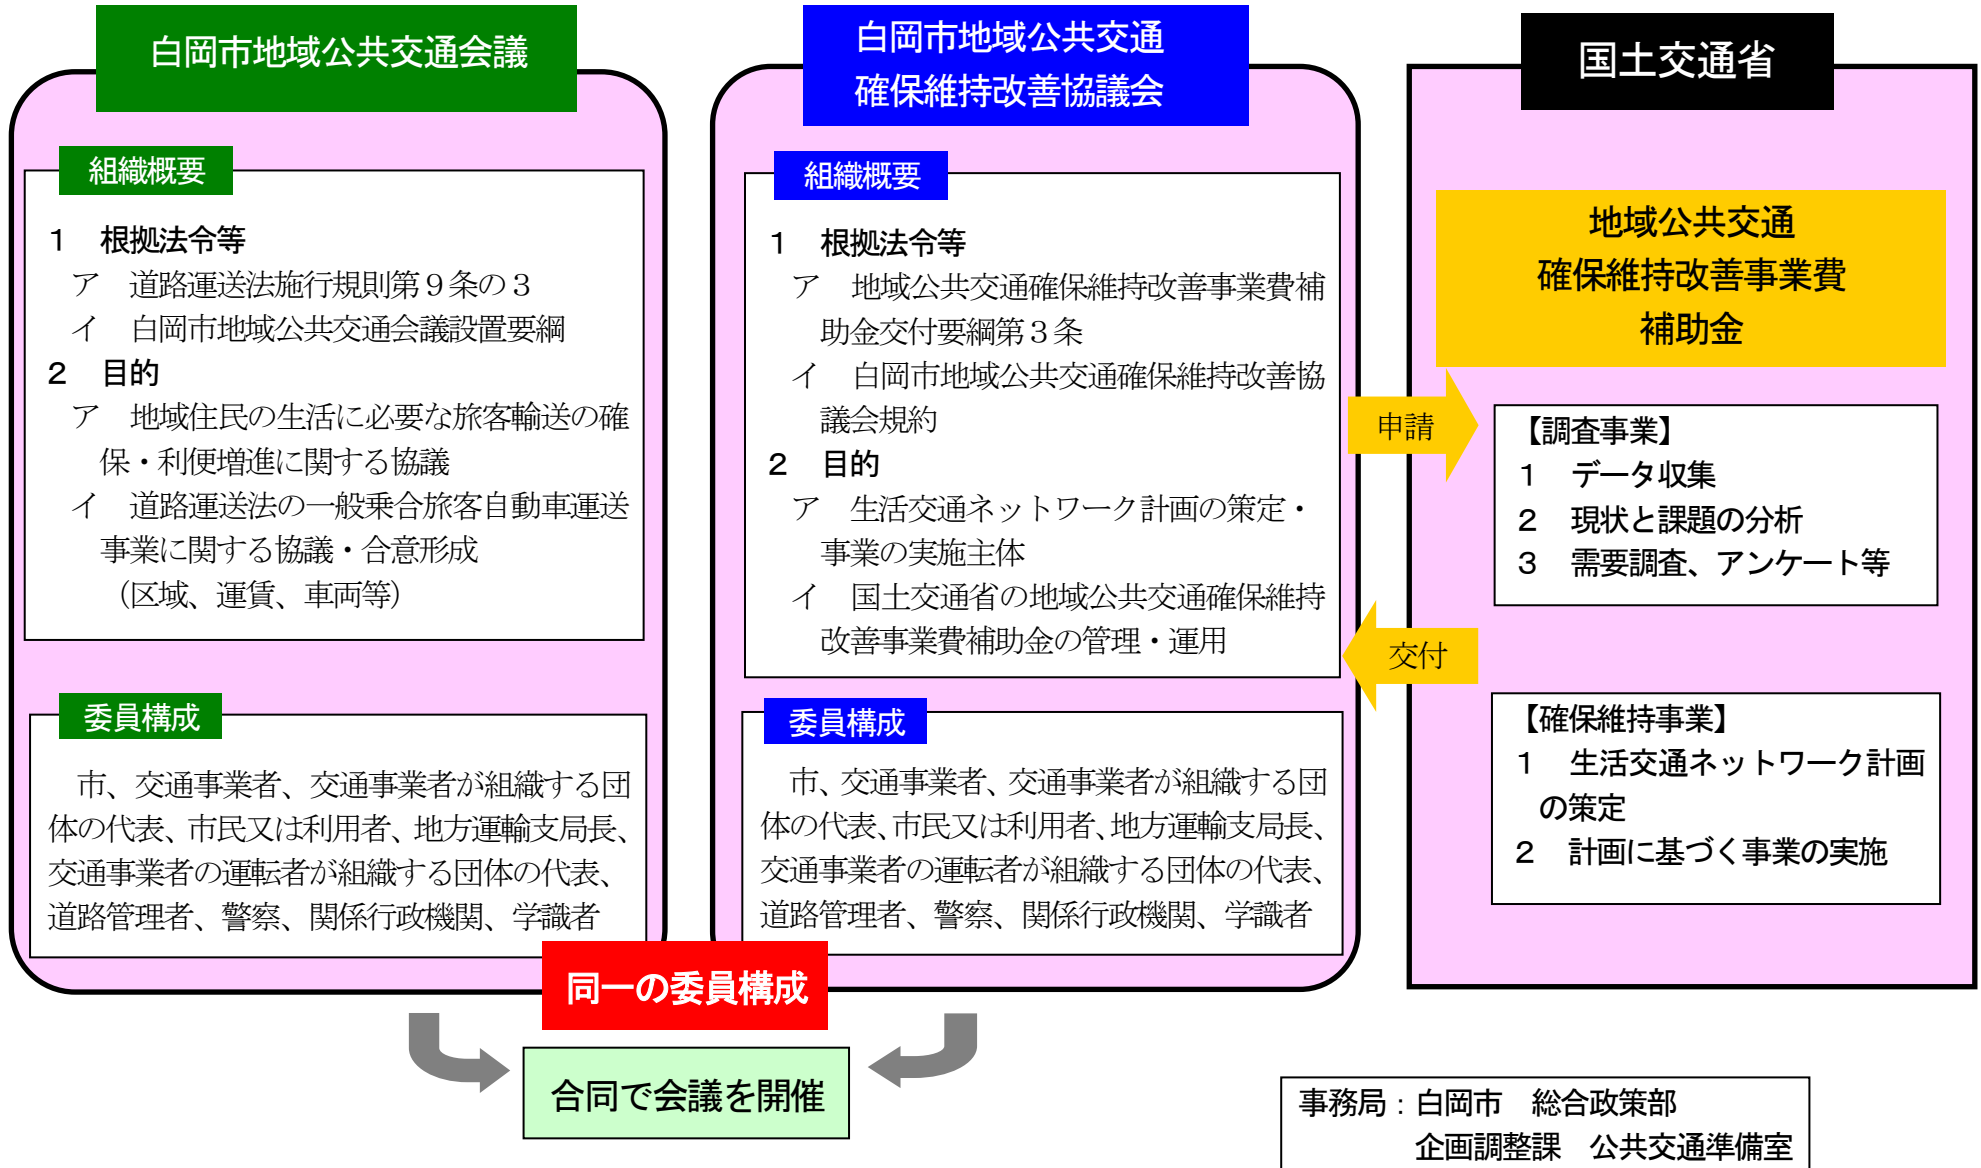 白岡市地域公共交通会議
組織概要
１　根拠法令等
ア　道路運送法施行規則第９条の３
イ　白岡市地域公共交通会議設置要綱
２　目的
ア　地域住民の生活に必要な旅客輸送の確
保・利便増進に関する協議
イ　道路運送法の一般乗合旅客自動車運送
事業に関する協議・合意形成
（区域、運賃、車両等）
委員構成
市、交通事業者、交通事業者が組織する団
体の代表、市民又は利用者、地方運輸支局長、
交通事業者の運転者が組織する団体の代表、
道路管理者、警察、関係行政機関、学識者
白岡市地域公共交通
確保維持改善協議会
組織概要
１　根拠法令等
ア　地域公共交通確保維持改善事業費補
助金交付要綱第３条
イ　白岡市地域公共交通確保維持改善協
議会規約
２　目的
ア　生活交通ネットワーク計画の策定・
事業の実施主体
イ　国土交通省の地域公共交通確保維持
改善事業費補助金の管理・運用
委員構成
市、交通事業者、交通事業者が組織する団
体の代表、市民又は利用者、地方運輸支局長、
交通事業者の運転者が組織する団体の代表、
道路管理者、警察、関係行政機関、学識者
申請
交付
国土交通省
地域公共交通
確保維持改善事業費
補助金
【調査事業】
１　データ収集
２　現状と課題の分析
３　需要調査、アンケート等
【確保維持事業】
１　生活交通ネットワーク計画
の策定
２　計画に基づく事業の実施
同一の委員構成
合同で会議を開催
事務局：白岡市　総合政策部
企画調整課　公共交通準備室